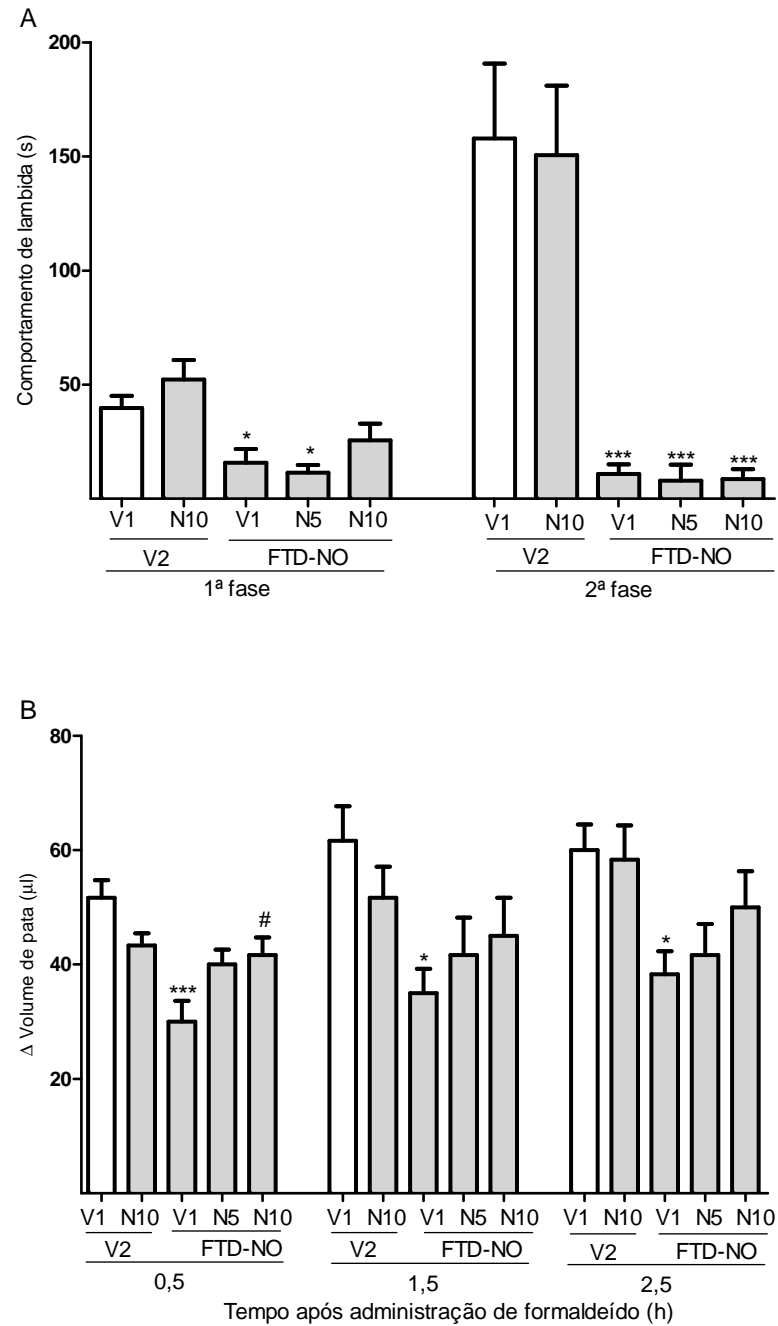 A
Comportamento de lambida (s)
200
150
100
50
* *
*** *** ***
V1 N10 V1 N5 N10 V1 N10 V1 N5 N10
V2 FTD-NO V2 FTD-NO
1ª fase 2ª fase
B
Δ Volume de pata (µl)
80
60
40
20
*** # * *
V1 N10 V1 N5 N10 V1 N10 V1 N5 N10 V1 N10 V1 N5 N10
V2 FTD-NO V2 FTD-NO V2 FTD-NO
0,5 1,5 2,5
Tempo após administração de formaldeído (h)